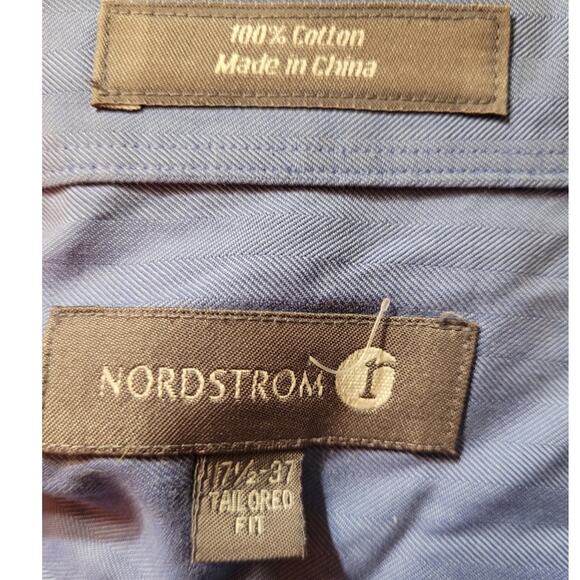 100% Cotton
Made in China
NORDSTROM r
17½-37
TAILORED
FIT